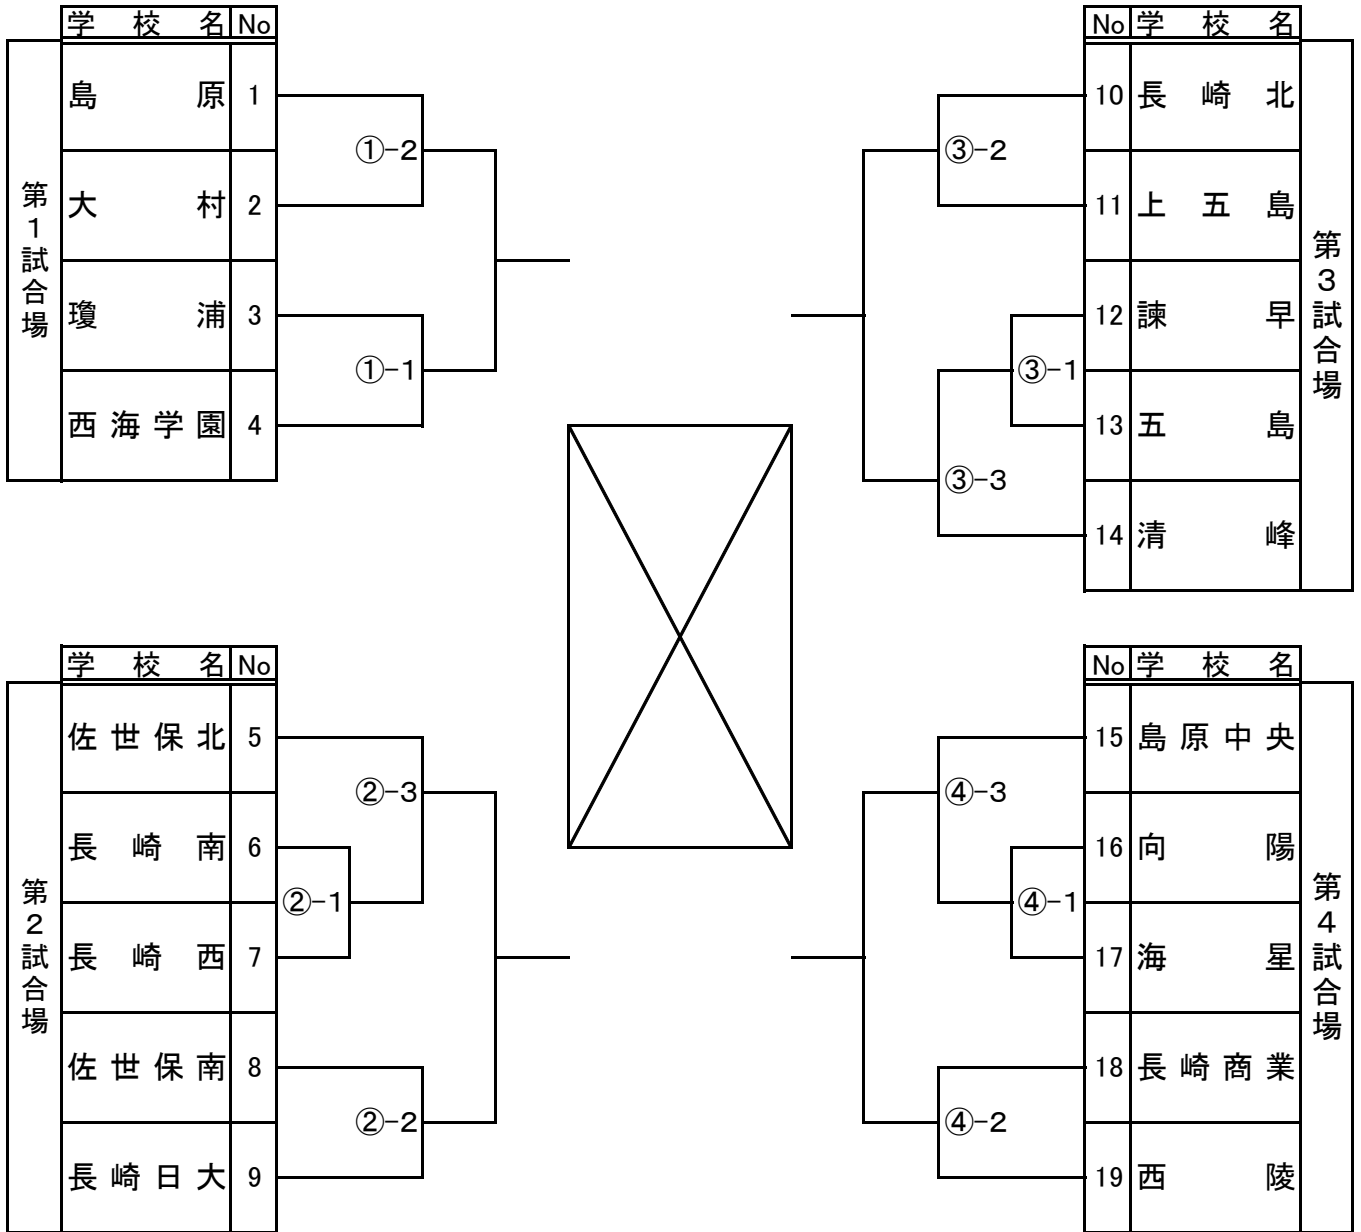 学校名 No
第1試合場
島原 1
大村 2
瓊浦 3
西海学園 4
①-2
①-1
学校名 No
第2試合場
佐世保北 5
長崎南 6
長崎西 7
佐世保南 8
長崎日大 9
②-3
②-1
②-2
No 学校名
10 長崎北
11 上五島
12 諫早
13 五島
14 清峰
第3試合場
③-2
③-1
③-3
No 学校名
15 島原中央
16 向陽
17 海星
18 長崎商業
19 西陵
第4試合場
④-3
④-1
④-2